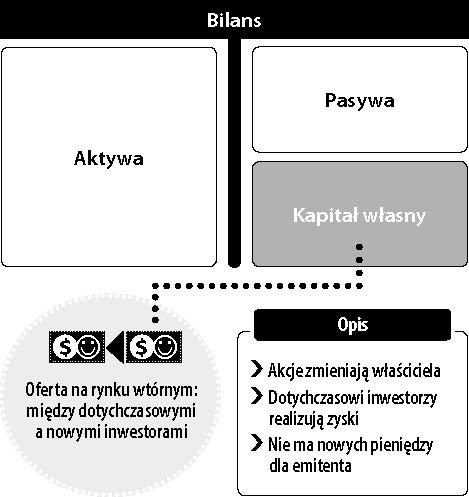 Bilans
Aktywa
Pasywa
Kapitał własny
$ $
Oferta na rynku wtórnym:
między dotychczasowymi
a nowymi inwestorami
Opis
Akcje zmieniają właściciela
Dotychczasowi inwestorzy
realizują zyski
Nie ma nowych pieniędzy
dla emitenta